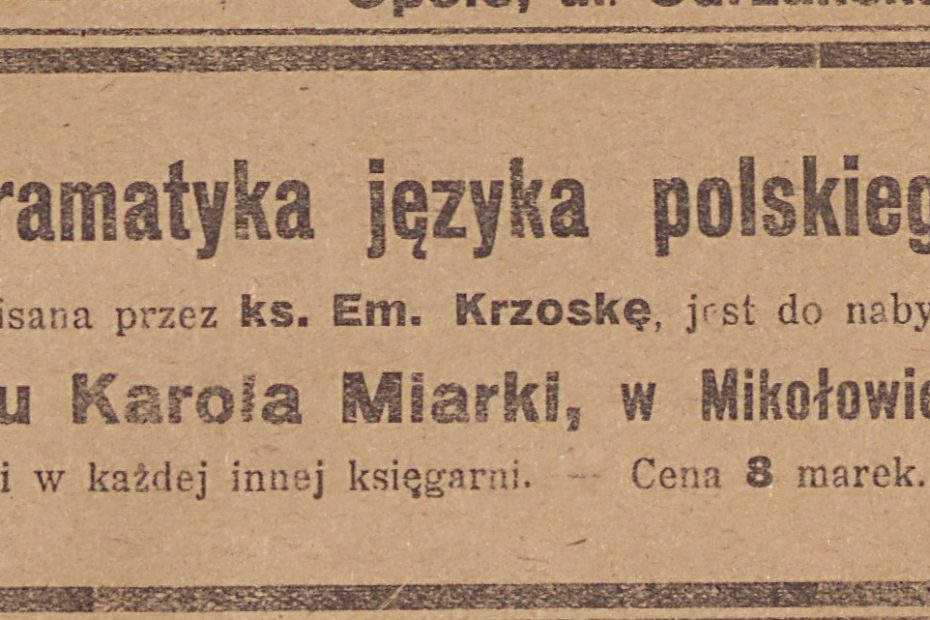 ramatyka języka polskieg
isana przez ks. Em. Krzoskę, jest do naby
u Karola Miarki, w Mikołowic
i w każdej innej księgarni. — Cena 8 marek.